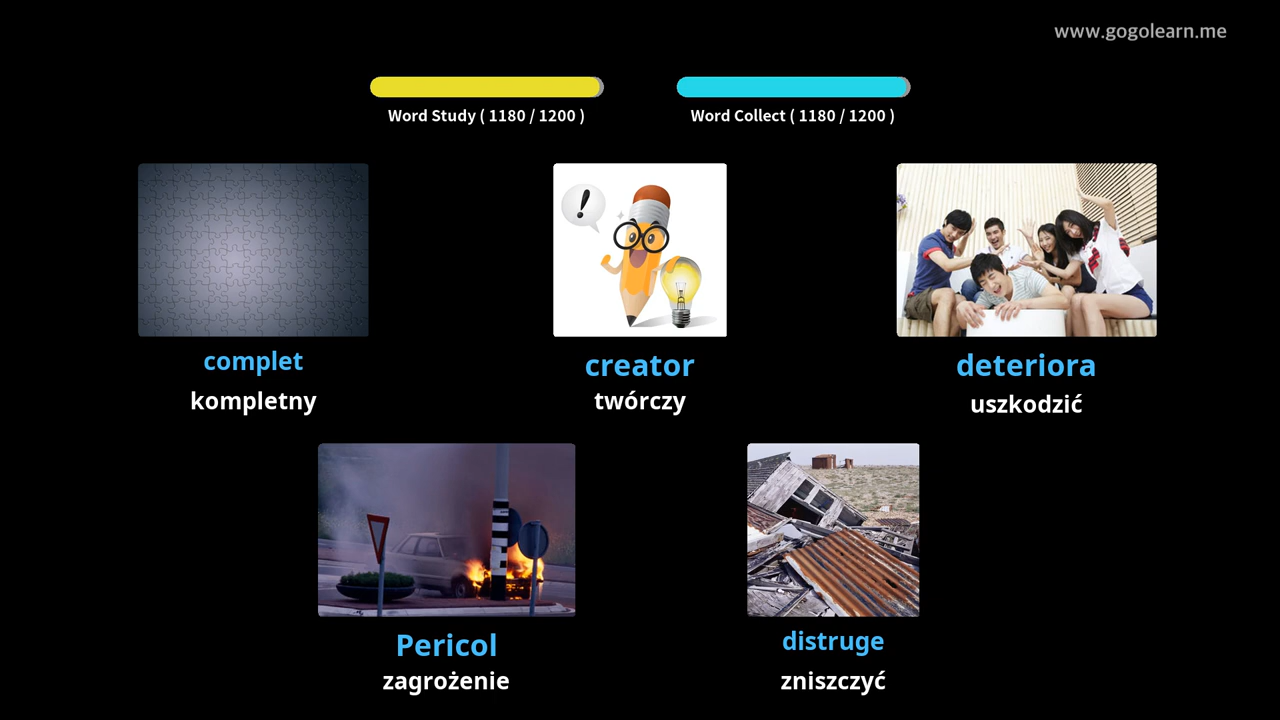 www.gogolearn.me
Word Study ( 1180 / 1200 )
Word Collect ( 1180 / 1200 )
complet
kompletny
creator
twórczy
deteriora
uszkodzić
Pericol
zagrożenie
distruge
zniszczyć